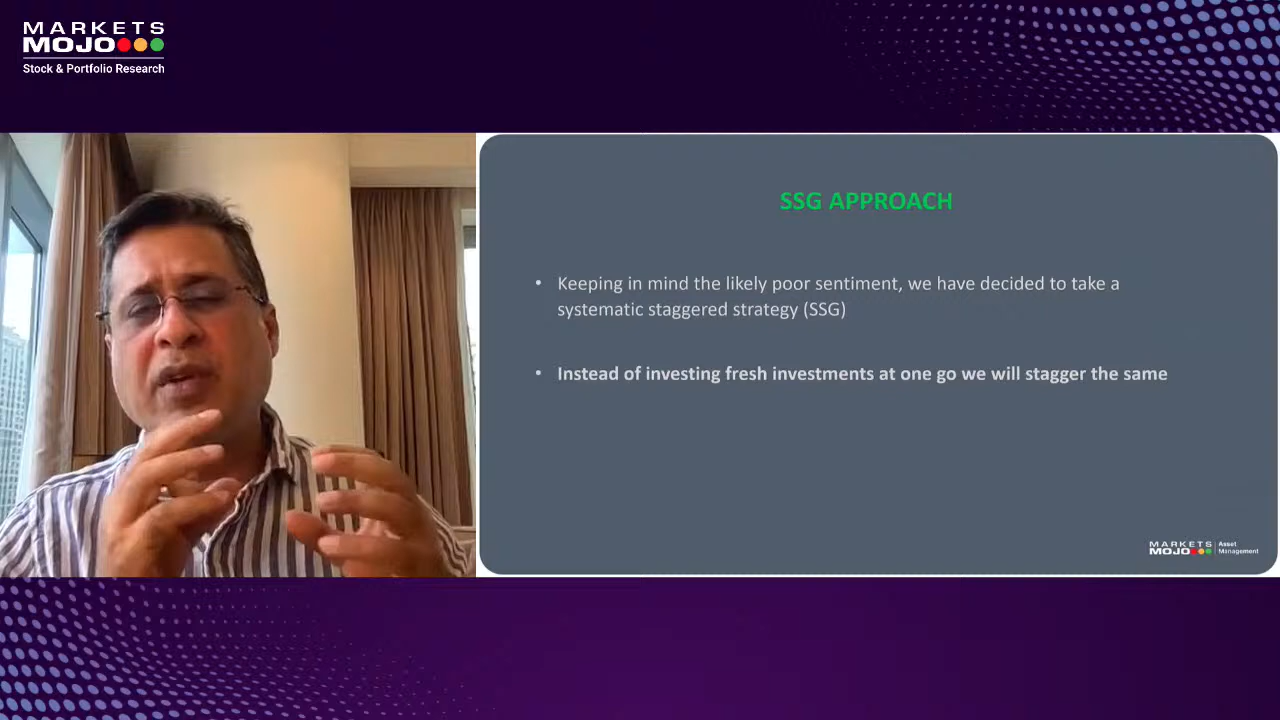 MARKETS
MOJO
Stock & Portfolio Research
SSG APPROACH
• Keeping in mind the likely poor sentiment, we have decided to take a
systematic staggered strategy (SSG)
• Instead of investing fresh investments at one go we will stagger the same
MARKETS
MOJO
Asset
Management